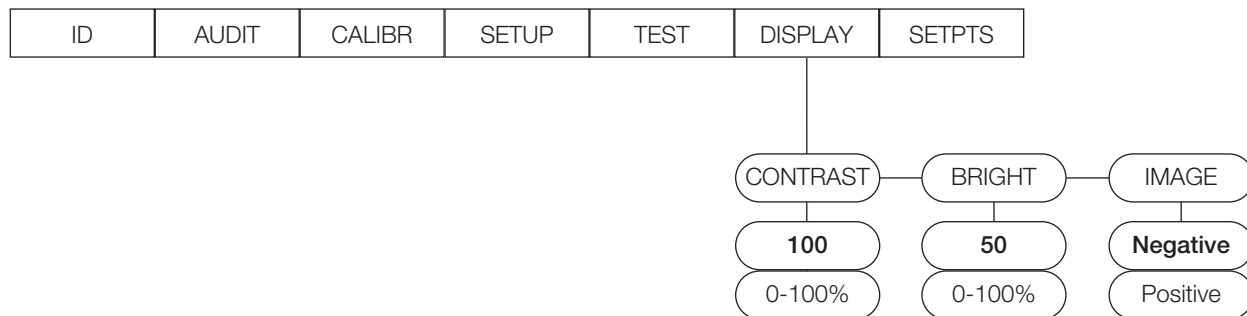 ID AUDIT CALIBR SETUP TEST DISPLAY SETPTS
CONTRAST BRIGHT IMAGE
100 50 Negative
0-100% 0-100% Positive